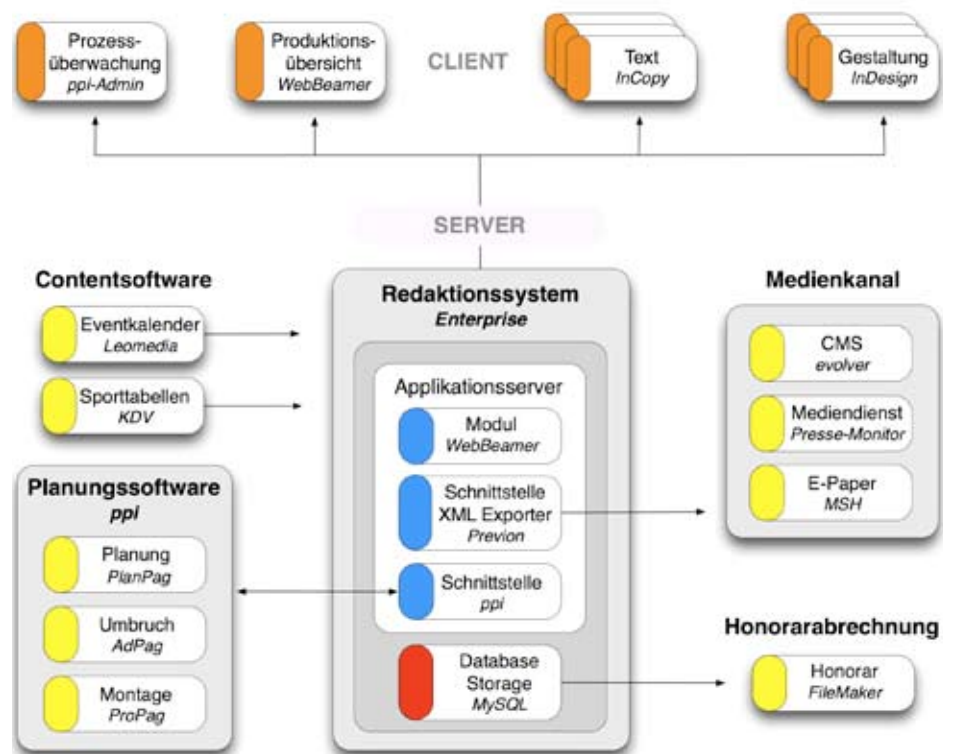 Prozess-
überwachung
ppi-Admin
Produktions-
übersicht
WebBeamer
CLIENT
Text
InCopy
Gestaltung
InDesign
SERVER
Contentsoftware
Eventkalender
Leomedia
Sporttabellen
KDV
Planungssoftware
ppi
Planung
PlanPag
Umbruch
AdPag
Montage
ProPag
Redaktionssystem
Enterprise
Applikationsserver
Modul
WebBeamer
Schnittstelle
XML Exporter
Previon
Schnittstelle
ppi
Database
Storage
MySQL
Medienkanal
CMS
evolver
Mediendienst
Presse-Monitor
E-Paper
MSH
Honorarabrechnung
Honorar
FileMaker